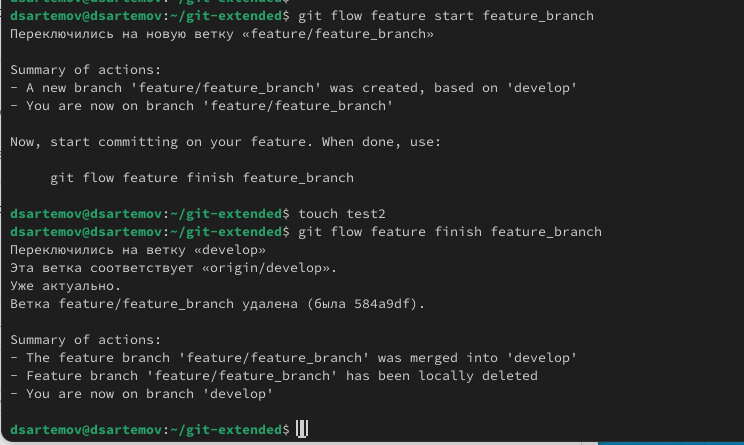 dsartemov@dsartemov:~/git-extended$ git flow feature start feature_branch
Переключились на новую ветку «feature/feature_branch»
Summary of actions:
- A new branch 'feature/feature_branch' was created, based on 'develop'
- You are now on branch 'feature/feature_branch'
Now, start committing on your feature. When done, use:
git flow feature finish feature_branch
dsartemov@dsartemov:~/git-extended$ touch test2
dsartemov@dsartemov:~/git-extended$ git flow feature finish feature_branch
Переключились на ветку «develop»
Эта ветка соответствует «origin/develop».
Уже актуально.
Ветка feature/feature_branch удалена (была 584a9df).
Summary of actions:
- The feature branch 'feature/feature_branch' was merged into 'develop'
- Feature branch 'feature/feature_branch' has been locally deleted
- You are now on branch 'develop'
dsartemov@dsartemov:~/git-extended$